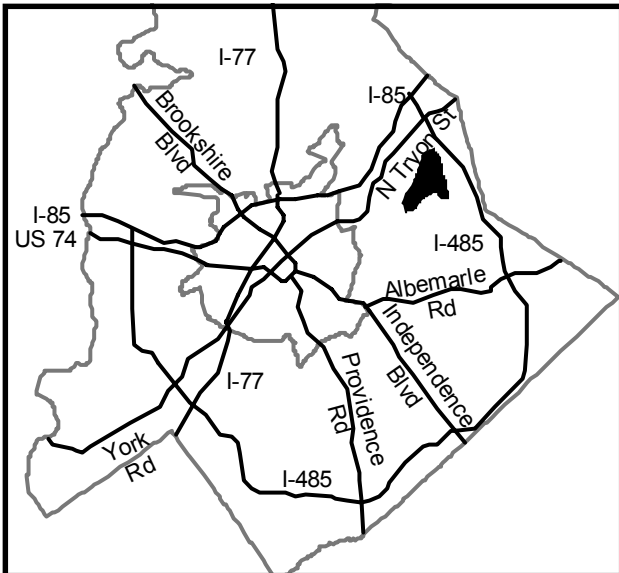 I-77
I-85
Brookshire
Blvd
N Tryon St
I-85
US 74
I-485
Albemarle
Rd
Independence
Blvd
Providence
Rd
I-77
York
Rd
I-485